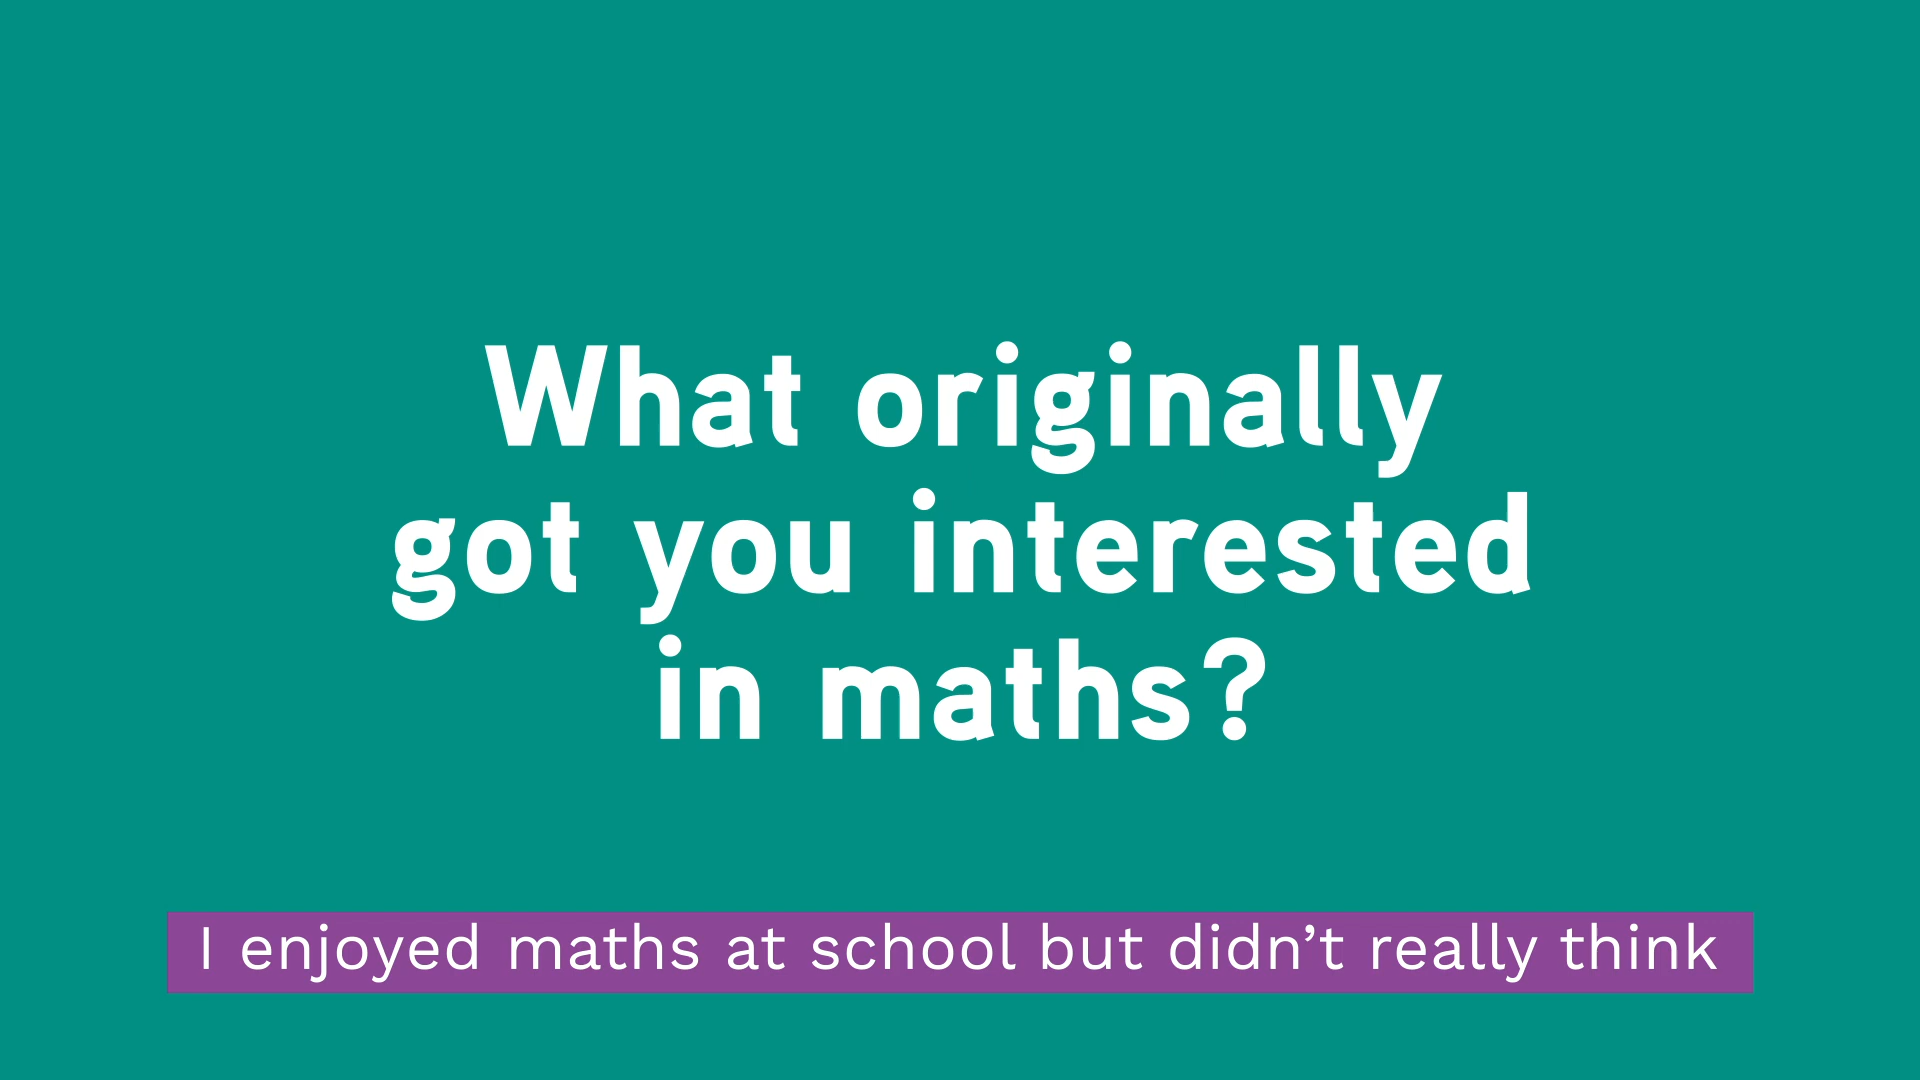 What originally
got you interested
in maths?
I enjoyed maths at school but didn’t really think